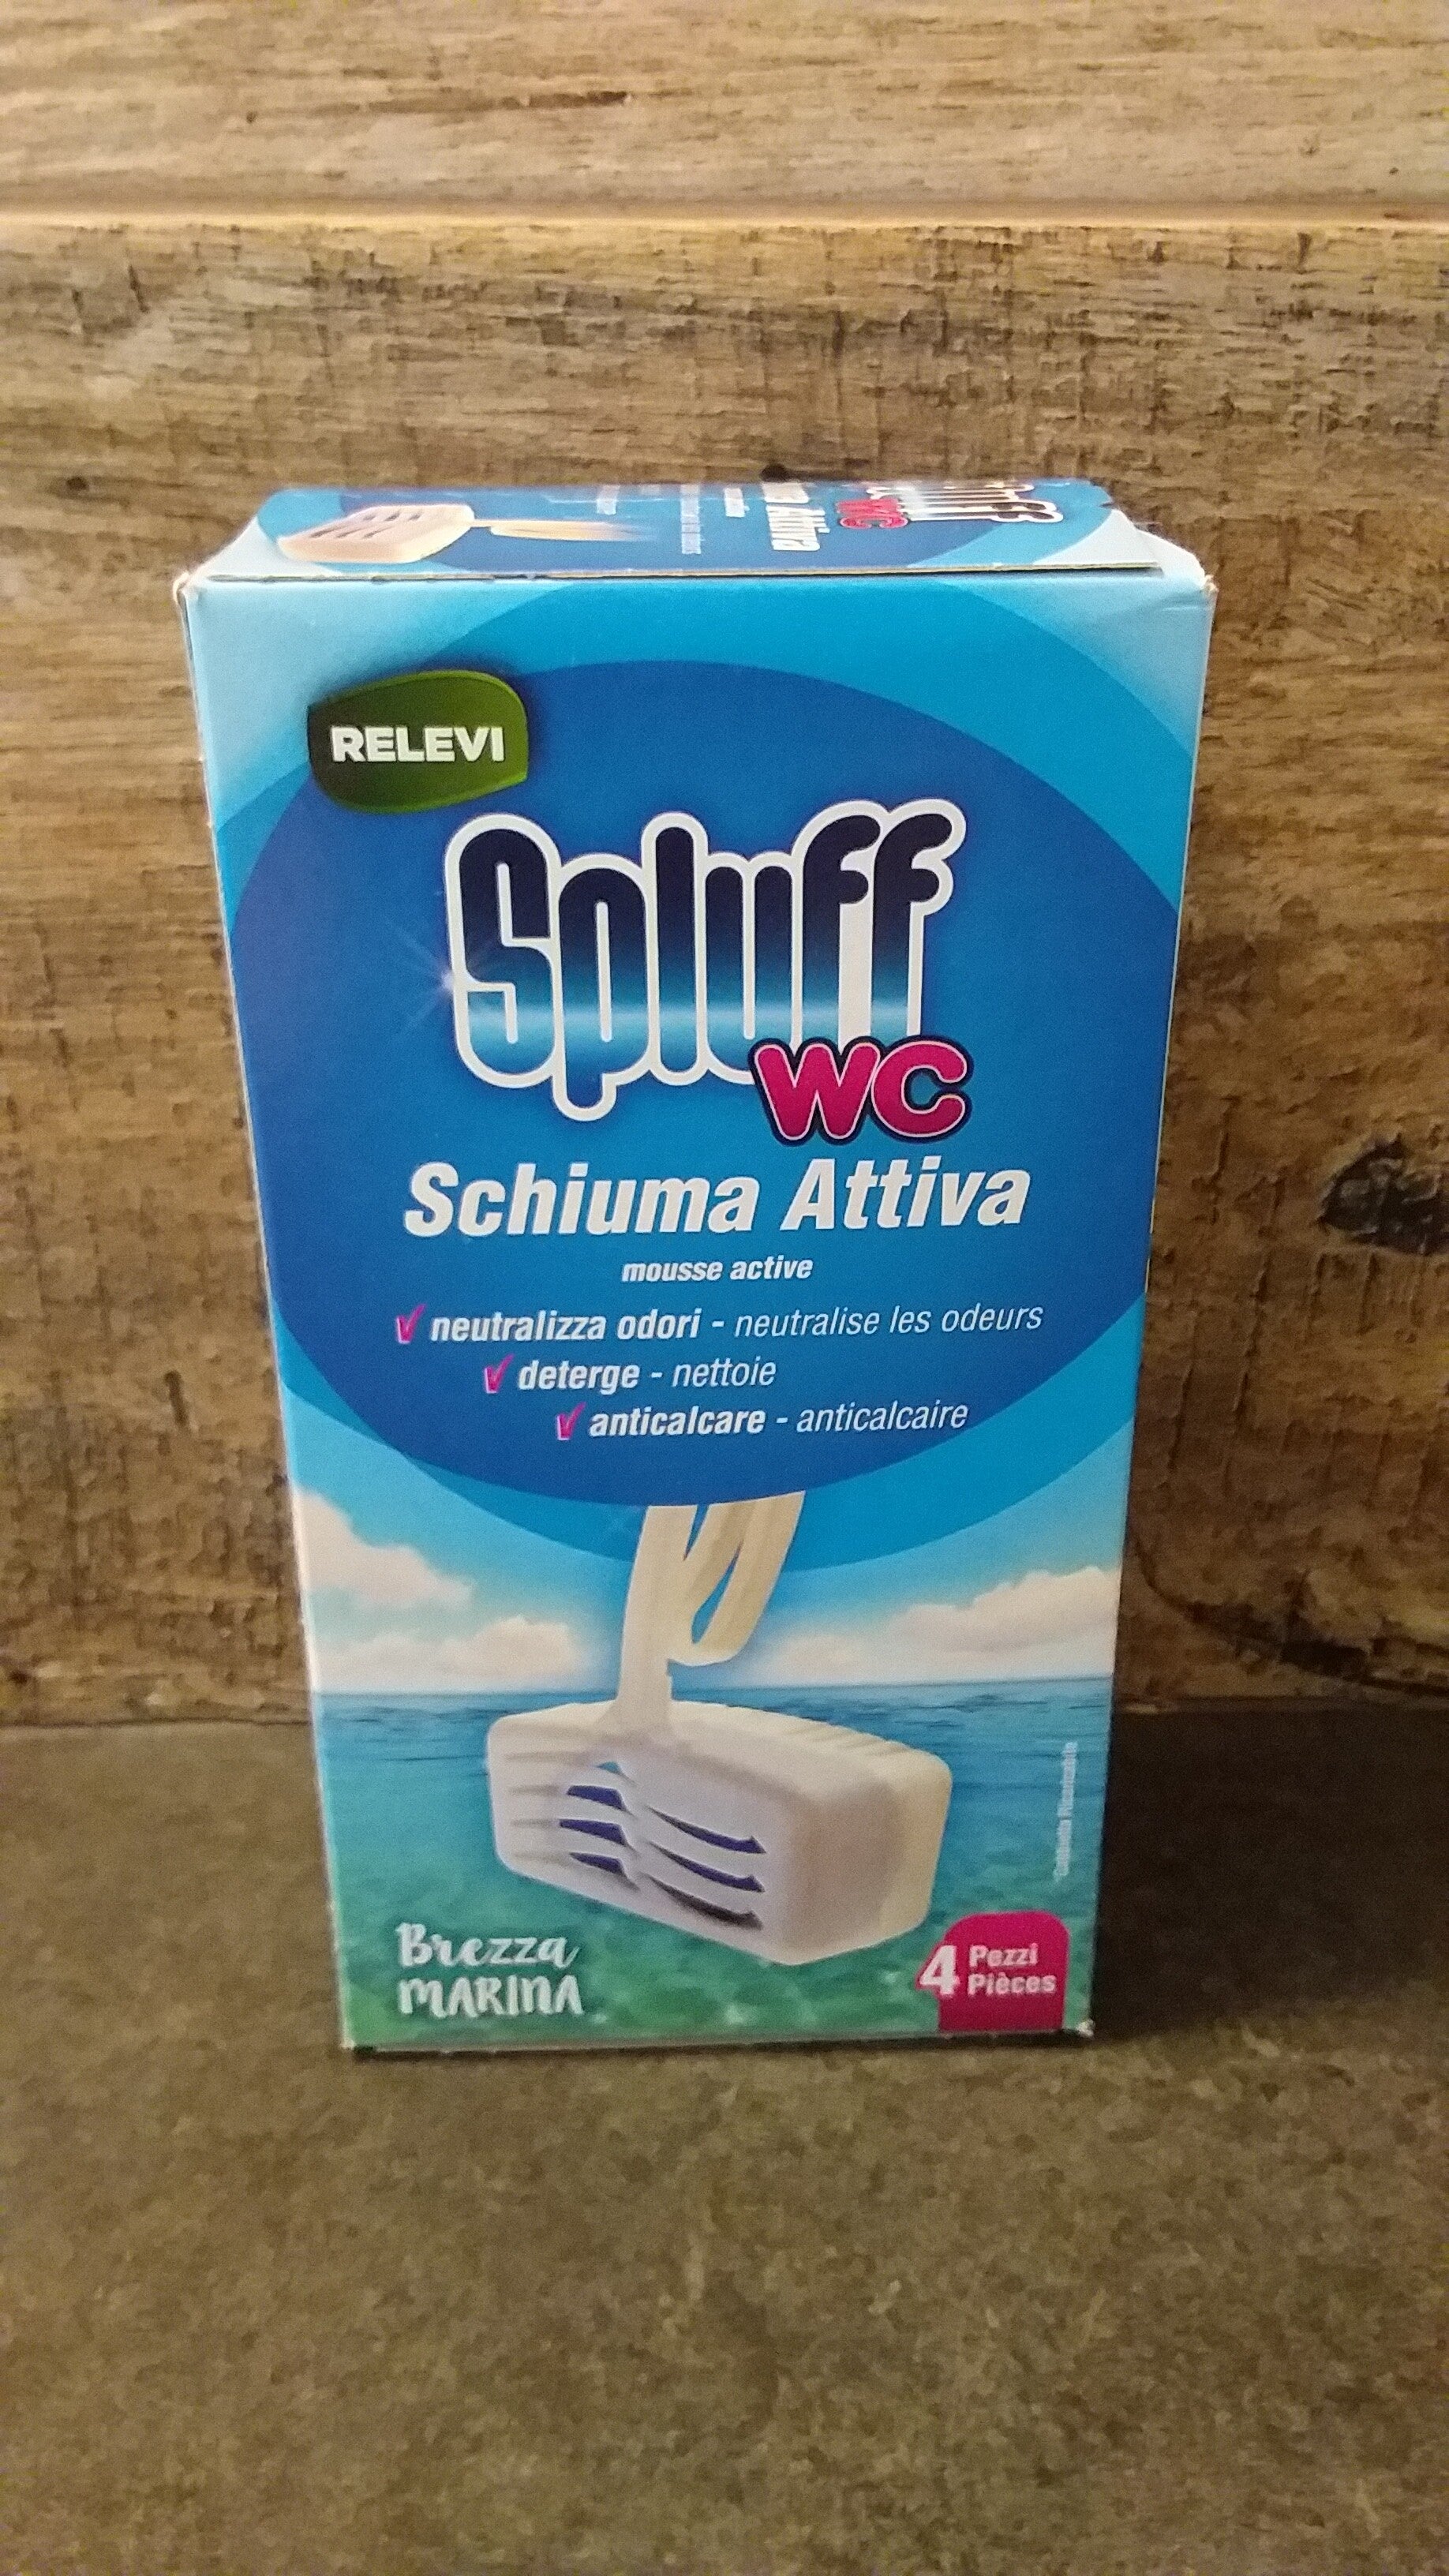 WC
RELEVI
Spluff
WC
Schiuma Attiva
mousse active
neutralizza odori - neutralise les odeurs
deterge - nettoie
anticalcare - anticalcaire
Brezza
MARINA
4 Pezzi
Pièces